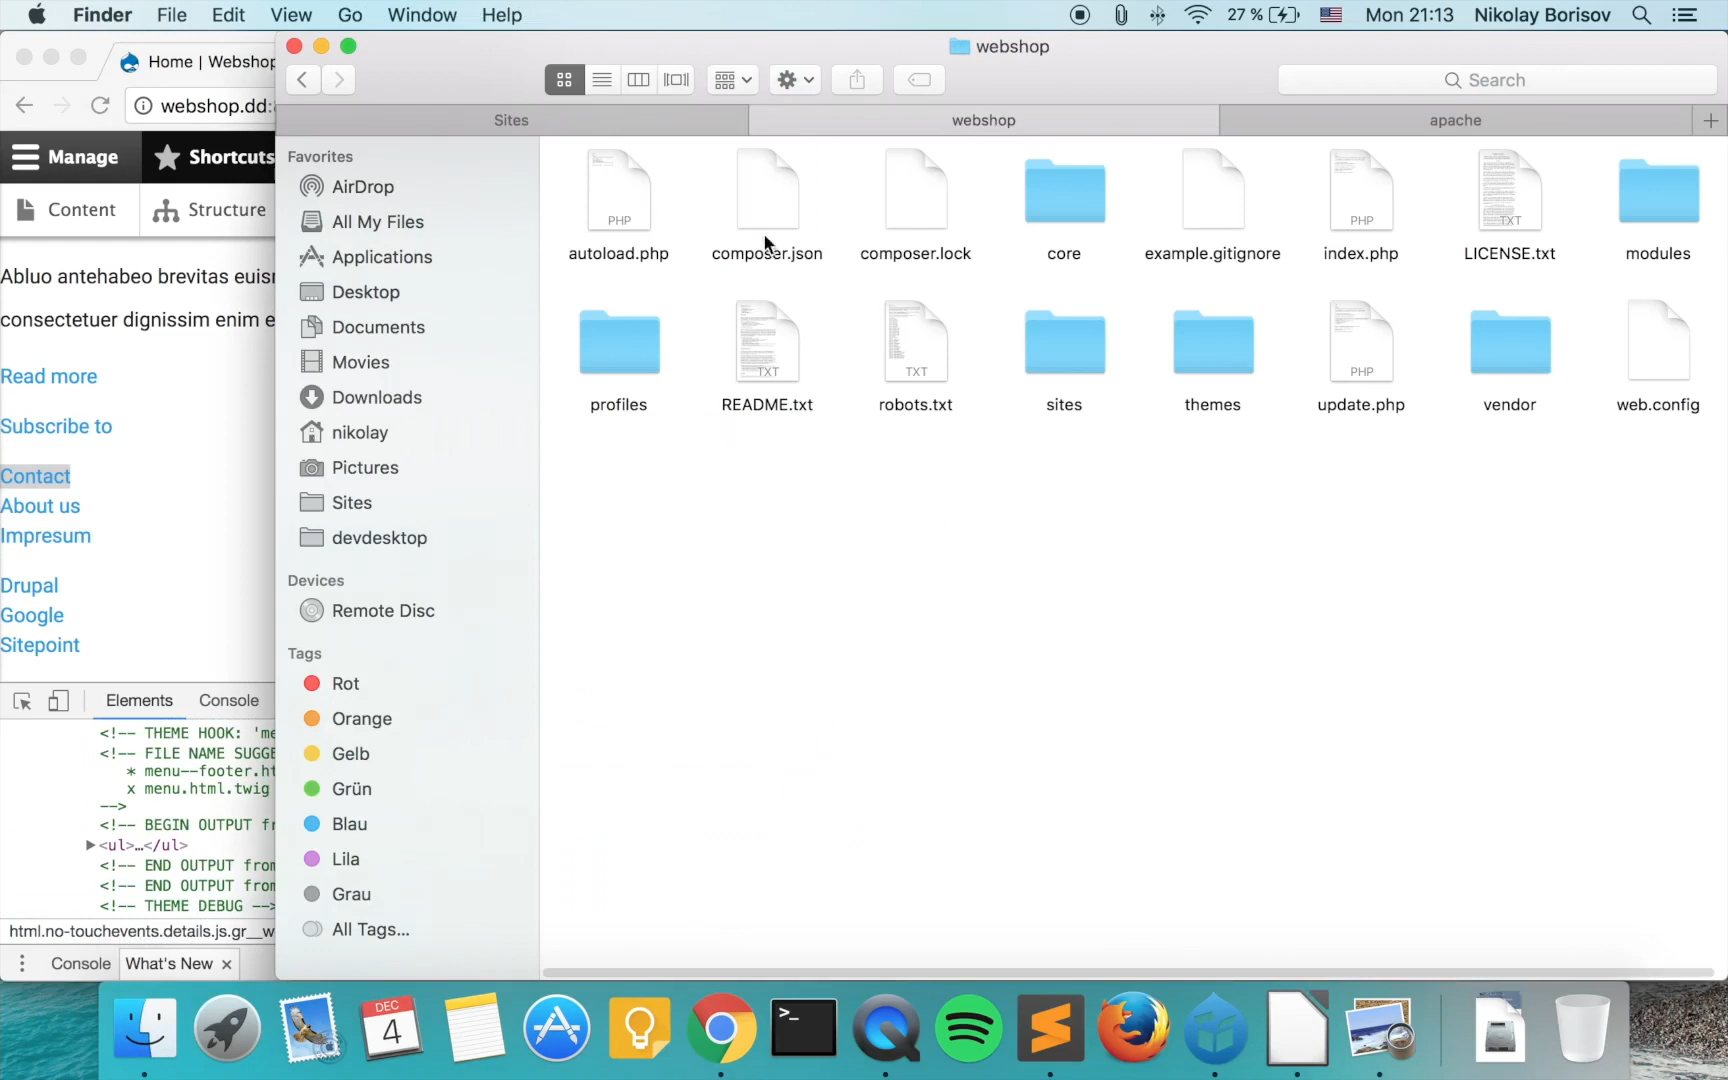 Finder File Edit View Go Window Help 27 % Mon 21:13 Nikolay Borisov
webshop
Home | Webshop
webshop.dd:
Search
Sites webshop apache
Manage Shortcuts
Content Structure
Abluo antehabeo brevitas euisr
consectetuer dignissim enim e
Read more
Subscribe to
Contact
About us
Impresum
Drupal
Google
Sitepoint
Elements Console
<!-- THEME HOOK: 'me
<!-- FILE NAME SUGGE
* menu--footer.ht
x menu.html.twig
-->
<!-- BEGIN OUTPUT fr
<ul>…</ul>
<!-- END OUTPUT from
<!-- END OUTPUT from
<!-- THEME DEBUG -->
html.no-touchevents.details.js.gr__w
Console What's New ×
Favorites
AirDrop
All My Files
Applications
Desktop
Documents
Movies
Downloads
nikolay
Pictures
Sites
devdesktop
Devices
Remote Disc
Tags
Rot
Orange
Gelb
Grün
Blau
Lila
Grau
All Tags...
PHP PHP TXT
autoload.php composer.json composer.lock core example.gitignore index.php LICENSE.txt modules
TXT TXT PHP
profiles README.txt robots.txt sites themes update.php vendor web.config
DEC
4
>_